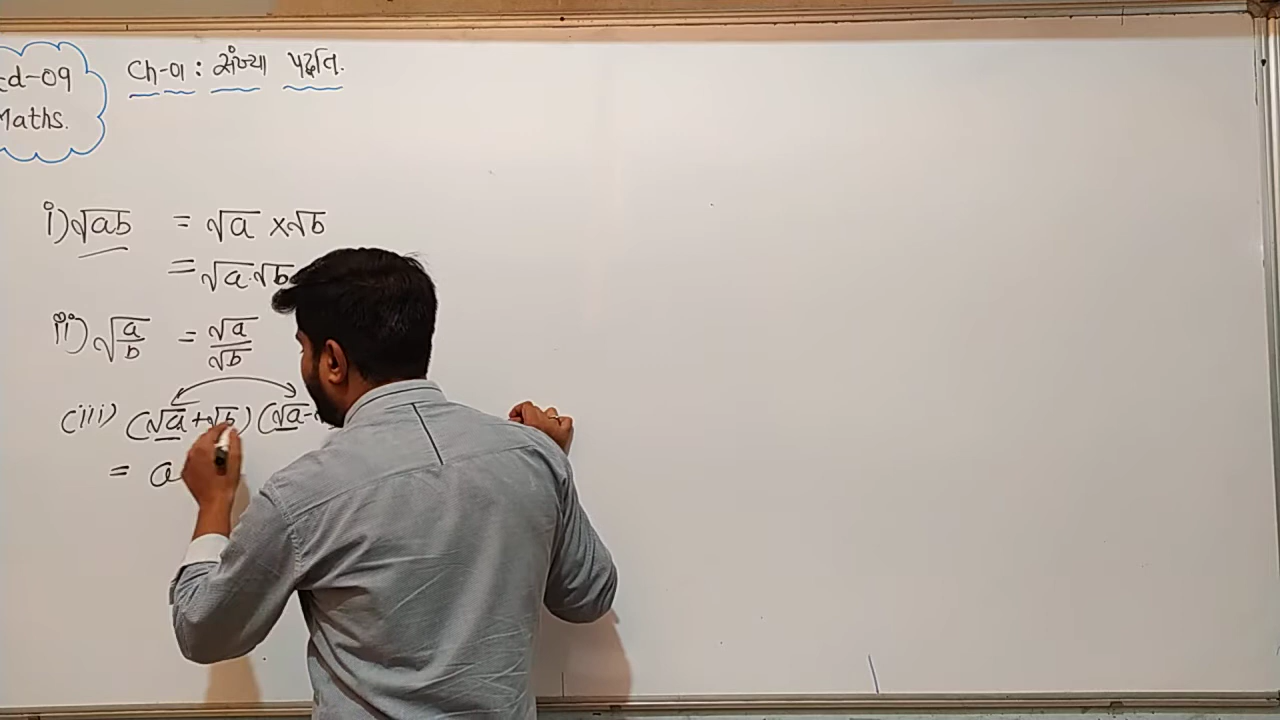 d-09
Maths.
Ch-01 : સંખ્યા પદ્ધતિ.
i) √ab = √a × √b
= √a.√b
ii) √(a/b) = √a/√b
(iii) (√a + √b) (√a -
= a